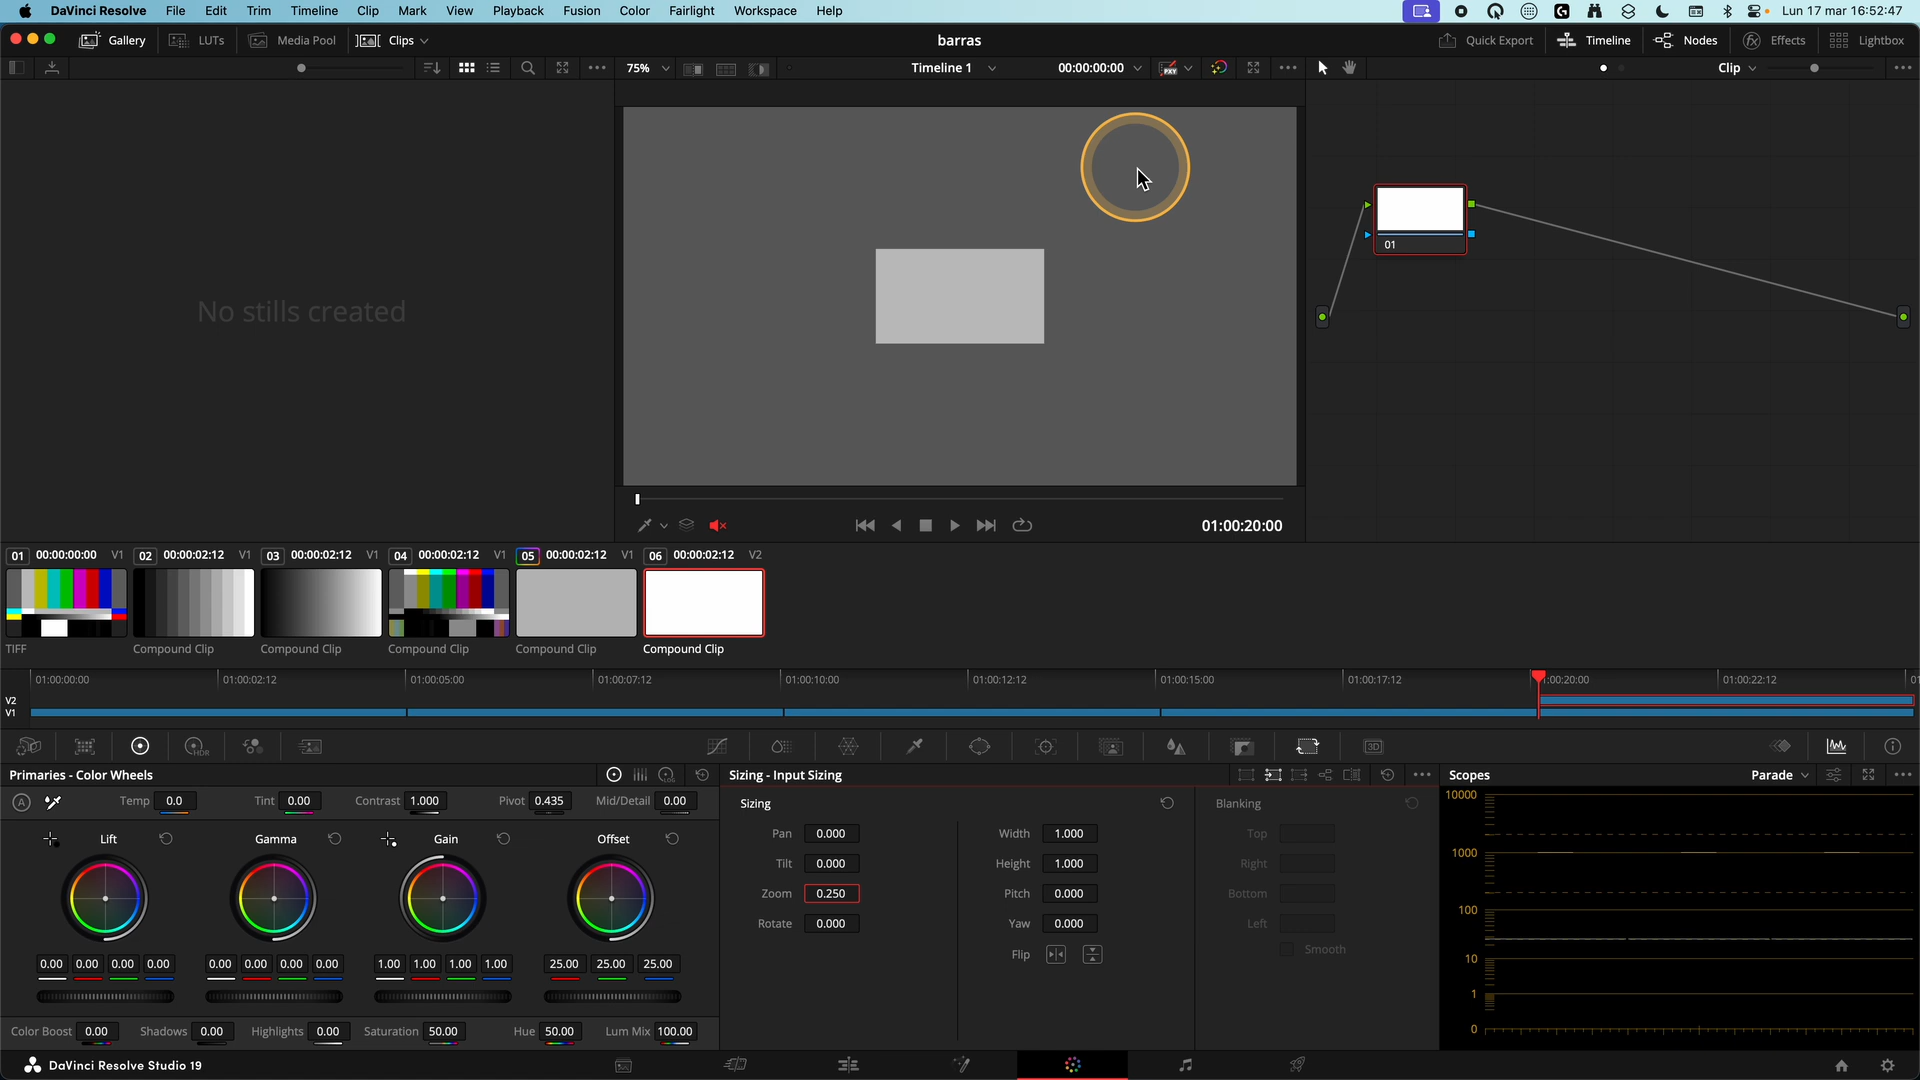 DaVinci Resolve File Edit Trim Timeline Clip Mark View Playback Fusion Color Fairlight Workspace Help Lun 17 mar 16:52:47
Gallery LUTs Media Pool Clips barras Quick Export Timeline Nodes Effects Lightbox
75% Timeline 1 00:00:00:00 PXY Clip
No stills created
01
01:00:20:00
01 00:00:00:00 V1 02 00:00:02:12 V1 03 00:00:02:12 V1 04 00:00:02:12 V1 05 00:00:02:12 V1 06 00:00:02:12 V2
TIFF Compound Clip Compound Clip Compound Clip Compound Clip Compound Clip
01:00:00:00 01:00:02:12 01:00:05:00 01:00:07:12 01:00:10:00 01:00:12:12 01:00:15:00 01:00:17:12 1:00:20:00 01:00:22:12 01
V2
V1
HDR 3D
Primaries - Color Wheels LOG Sizing - Input Sizing Scopes Parade
A Temp 0.0 Tint 0.00 Contrast 1.000 Pivot 0.435 Mid/Detail 0.00
Lift Gamma Gain Offset
0.00 0.00 0.00 0.00 0.00 0.00 0.00 0.00 1.00 1.00 1.00 1.00 25.00 25.00 25.00
Color Boost 0.00 Shadows 0.00 Highlights 0.00 Saturation 50.00 Hue 50.00 Lum Mix 100.00
Sizing
Pan 0.000 Width 1.000
Tilt 0.000 Height 1.000
Zoom 0.250 Pitch 0.000
Rotate 0.000 Yaw 0.000
Flip
Blanking
Top
Right
Bottom
Left
Smooth
10000
1000
100
10
1
0
DaVinci Resolve Studio 19